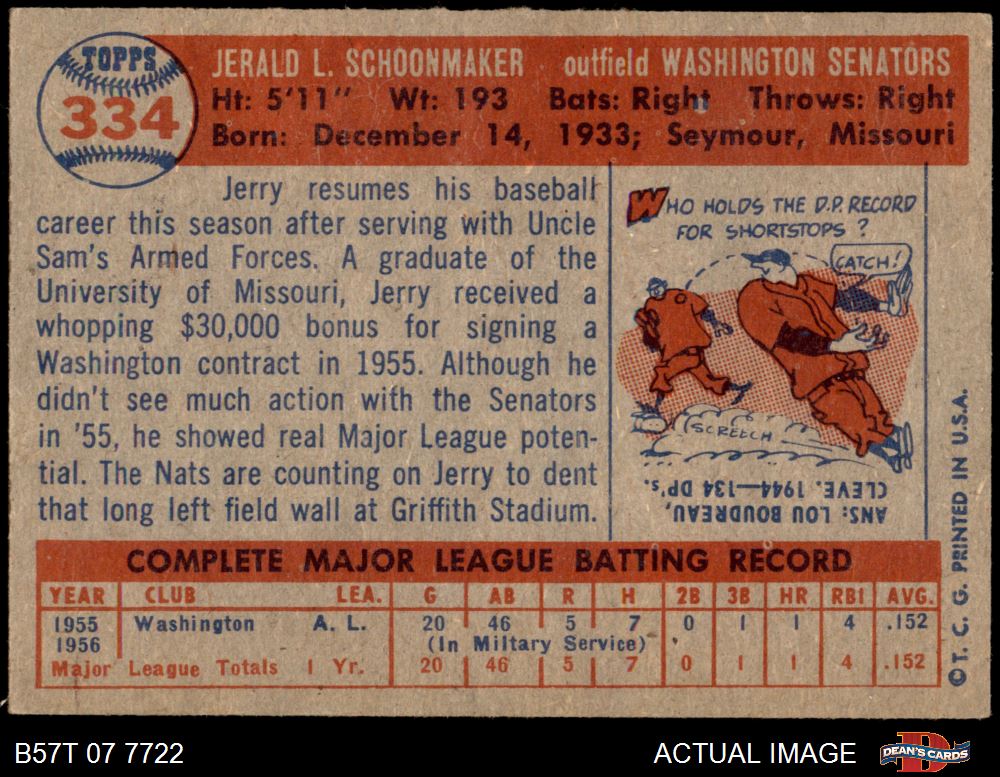 TOPPS
334
JERALD L. SCHOONMAKER outfield WASHINGTON SENATORS
Ht: 5'11" Wt: 193 Bats: Right Throws: Right
Born: December 14, 1933; Seymour, Missouri
Jerry resumes his baseball
career this season after serving with Uncle
Sam's Armed Forces. A graduate of the
University of Missouri, Jerry received a
whopping $30,000 bonus for signing a
Washington contract in 1955. Although he
didn't see much action with the Senators
in '55, he showed real Major League poten-
tial. The Nats are counting on Jerry to dent
that long left field wall at Griffith Stadium.
WHO HOLDS THE D.P. RECORD
FOR SHORTSTOPS?
CATCH!
SCREECH
ANS: LOU BOUDREAU,
CLEVE. 1944—134 DP's.
COMPLETE MAJOR LEAGUE BATTING RECORD
YEAR CLUB LEA. G AB R H 2B 3B HR RBI AVG.
1955 Washington A. L. 20 46 5 7 0 1 1 4 .152
1956 (In Military Service)
Major League Totals 1 Yr. 20 46 5 7 0 1 1 4 .152
©T. C. G. PRINTED IN U.S.A.
B57T 07 7722 ACTUAL IMAGE DEAN'S CARDS